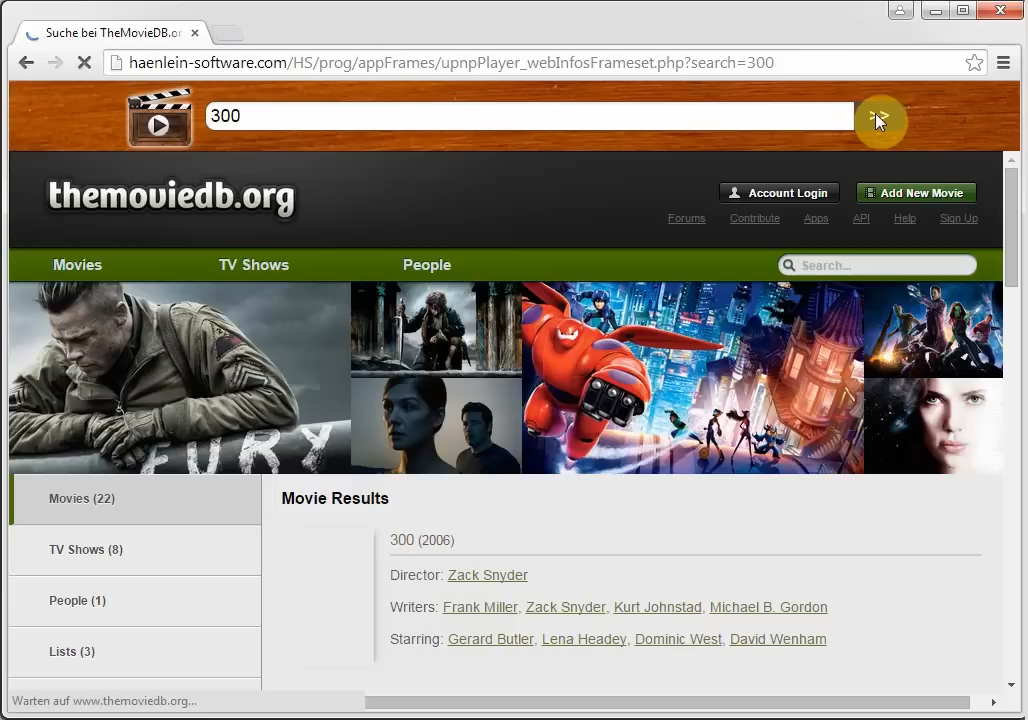 Suche bei TheMovieDB.or
haenlein-software.com/HS/prog/appFrames/upnpPlayer_webInfosFrameset.php?search=300
300 >>
themoviedb.org
Account Login Add New Movie
Forums Contribute Apps API Help Sign Up
Movies TV Shows People Search...
FURY
Movies (22)
Movie Results
300 (2006)
TV Shows (8)
Director: Zack Snyder
People (1)
Writers: Frank Miller, Zack Snyder, Kurt Johnstad, Michael B. Gordon
Starring: Gerard Butler, Lena Headey, Dominic West, David Wenham
Lists (3)
Warten auf www.themoviedb.org...